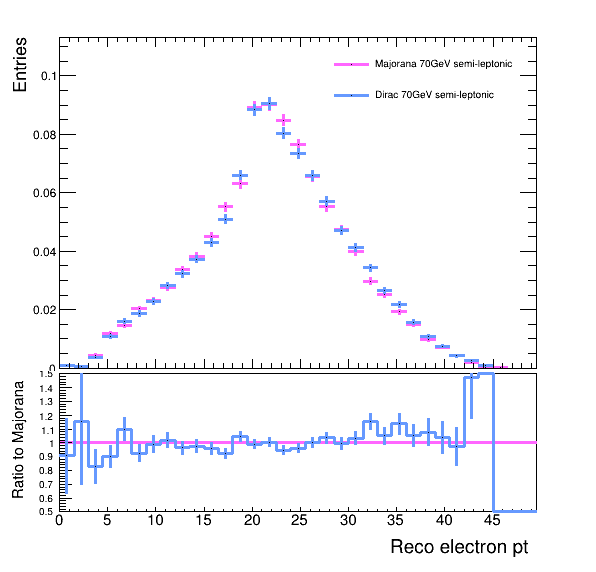 Entries
Majorana 70GeV semi-leptonic
Dirac 70GeV semi-leptonic
0.1
0.08
0.06
0.04
0.02
0
Ratio to Majorana
1.5
1.4
1.3
1.2
1.1
1
0.9
0.8
0.7
0.6
0.5
0 5 10 15 20 25 30 35 40 45
Reco electron pt